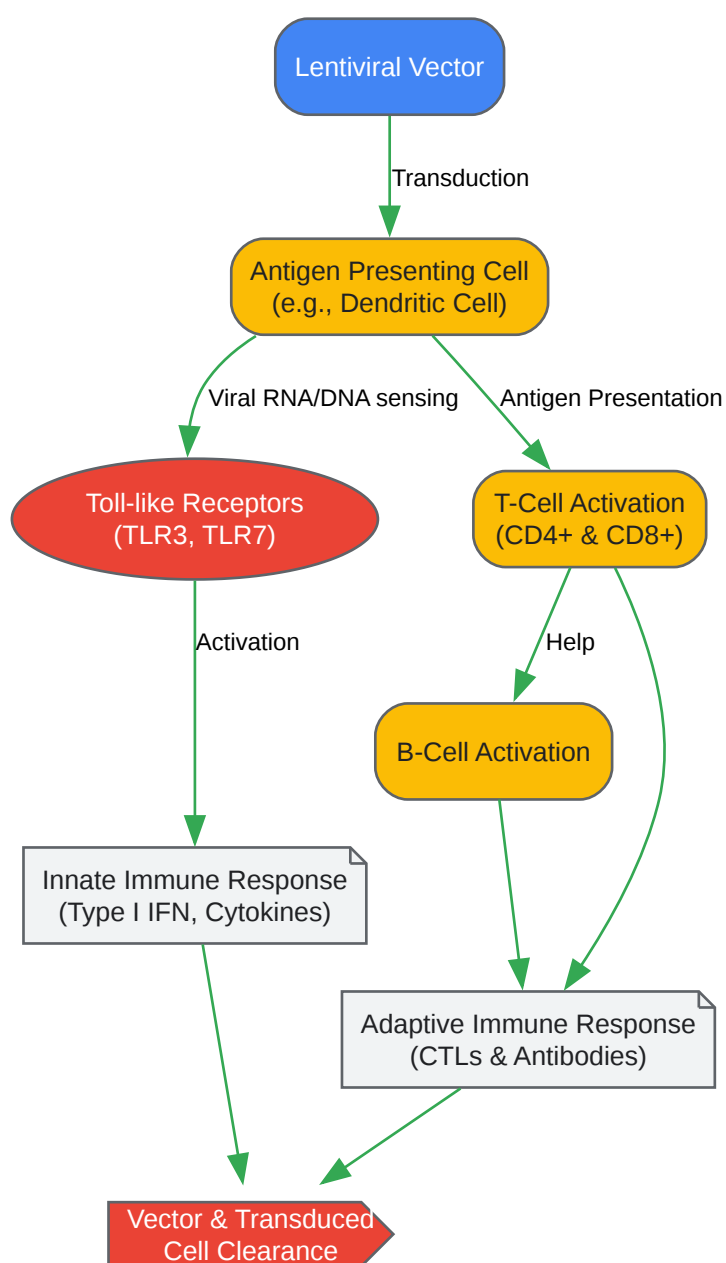 Lentiviral Vector
Transduction
Antigen Presenting Cell
(e.g., Dendritic Cell)
Viral RNA/DNA sensing
Antigen Presentation
Toll-like Receptors
(TLR3, TLR7)
T-Cell Activation
(CD4+ & CD8+)
Activation
Help
B-Cell Activation
Innate Immune Response
(Type I IFN, Cytokines)
Adaptive Immune Response
(CTLs & Antibodies)
Vector & Transduced
Cell Clearance